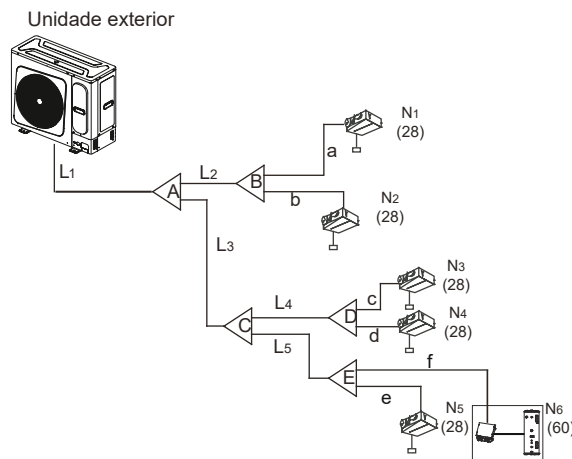 Unidade exterior
L1
L2
L3
L4
L5
A
B
C
D
E
a
b
c
d
e
f
N1
(28)
N2
(28)
N3
(28)
N4
(28)
N5
(28)
N6
(60)